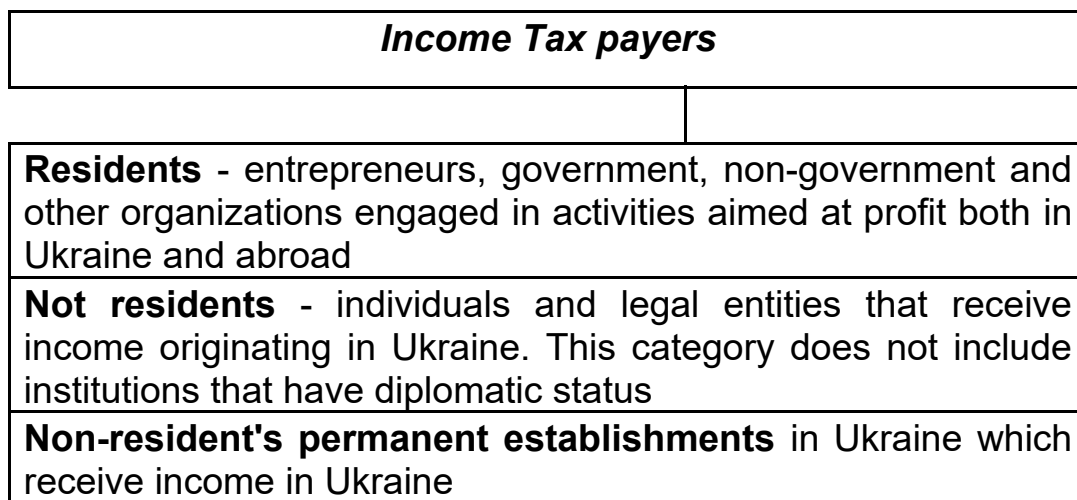 Income Tax payers
Residents - entrepreneurs, government, non-government and
other organizations engaged in activities aimed at profit both in
Ukraine and abroad
Not residents - individuals and legal entities that receive
income originating in Ukraine. This category does not include
institutions that have diplomatic status
Non-resident's permanent establishments in Ukraine which
receive income in Ukraine